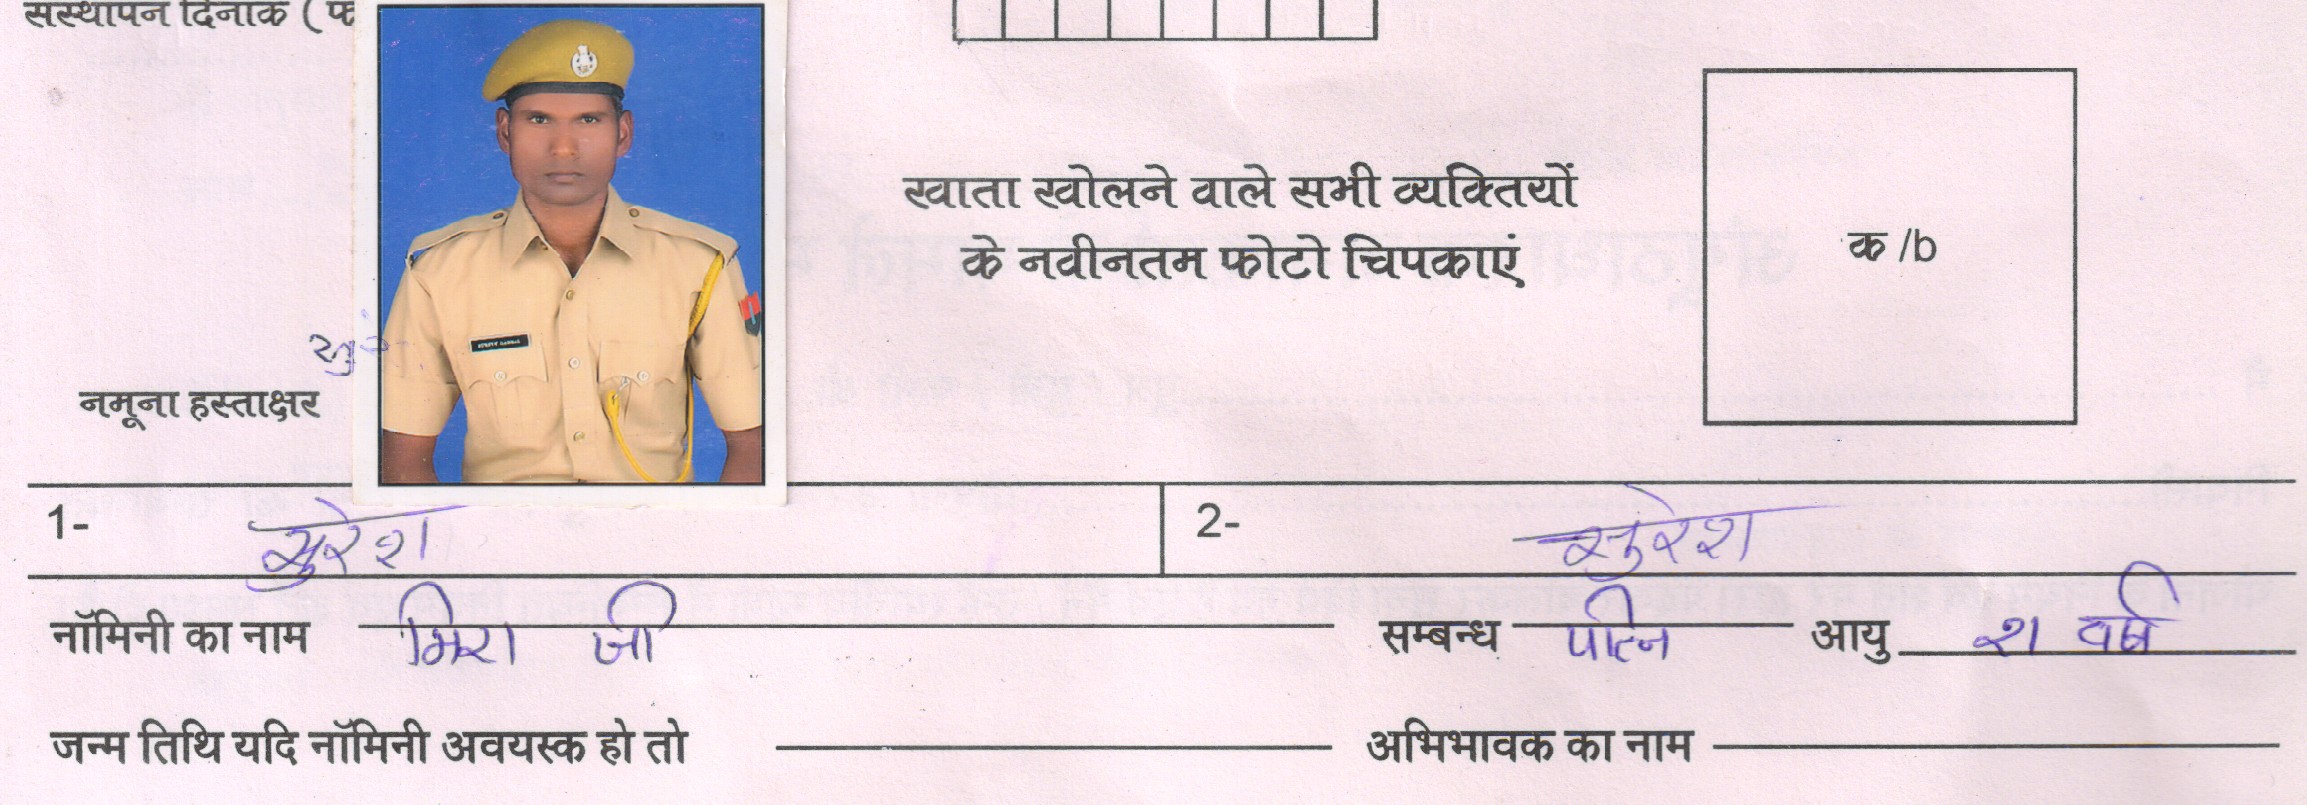 संस्थापन दिनांक ( फ
खाता खोलने वाले सभी व्यक्तियों
के नवीनतम फोटो चिपकाएं
क /b
सु
नमूना हस्ताक्षर
1- सुरेश 2- सुरेश
नॉमिनी का नाम मिरा जी सम्बन्ध पत्नि आयु २१ वर्ष
जन्म तिथि यदि नॉमिनी अवयस्क हो तो अभिभावक का नाम